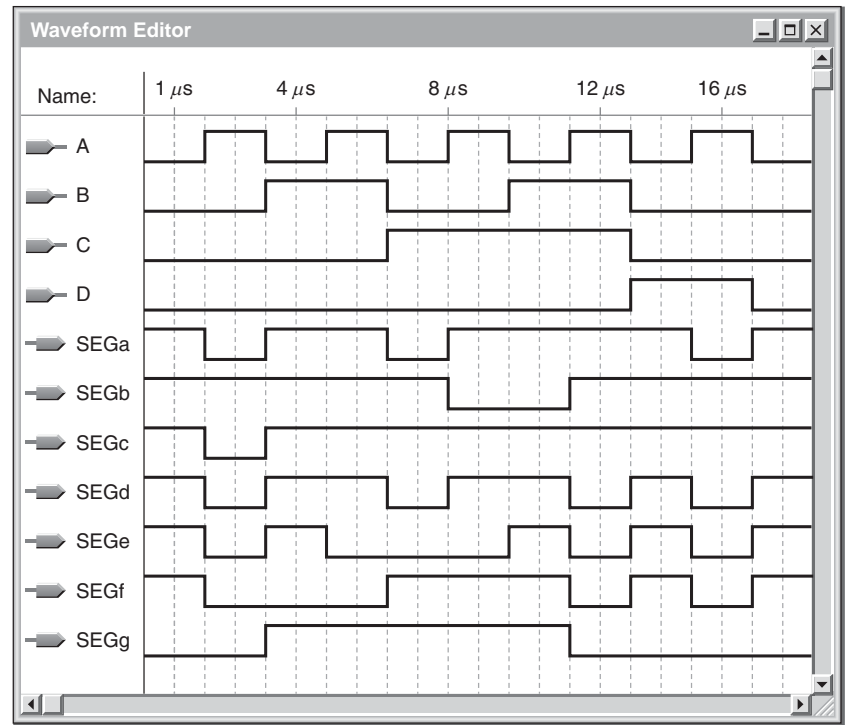 Waveform Editor
Name: 1 μs 4 μs 8 μs 12 μs 16 μs
A
B
C
D
SEGa
SEGb
SEGc
SEGd
SEGe
SEGf
SEGg